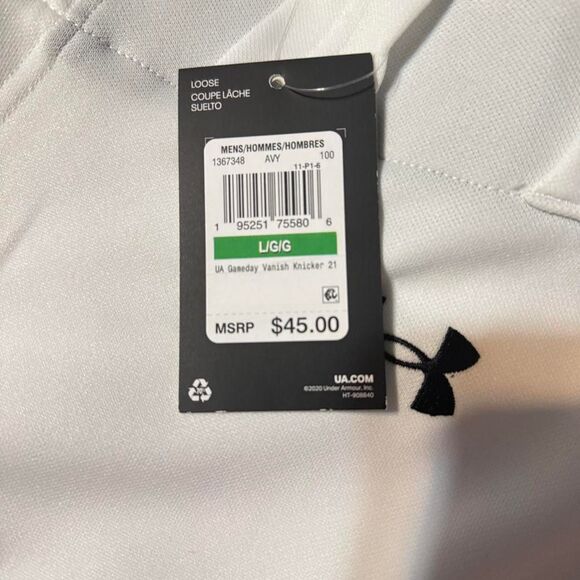 LOOSE
COUPE LÂCHE
SUELTO
MENS/HOMMES/HOMBRES
1367348 AVY 100
11-P1-6
1 95251 75580 6
L/G/G
UA Gameday Vanish Knicker 21
MSRP $45.00
UA.COM
©2020 Under Armour, Inc.
HT-908640